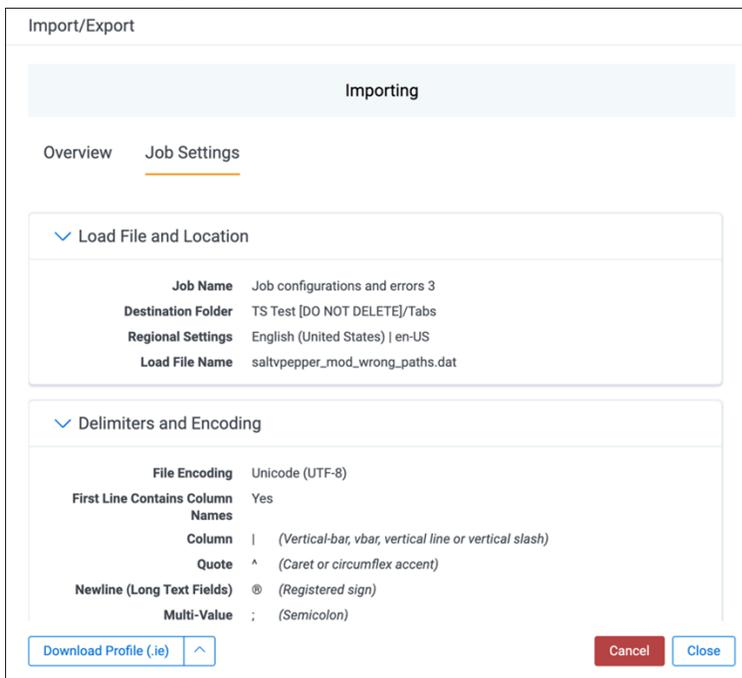 Import/Export
Importing
Overview Job Settings
Load File and Location
Job Name Job configurations and errors 3
Destination Folder TS Test [DO NOT DELETE]/Tabs
Regional Settings English (United States) | en-US
Load File Name saltvpepper_mod_wrong_paths.dat
Delimiters and Encoding
File Encoding Unicode (UTF-8)
First Line Contains Column Yes
Names
Column | (Vertical-bar, vbar, vertical line or vertical slash)
Quote ^ (Caret or circumflex accent)
Newline (Long Text Fields) ® (Registered sign)
Multi-Value ; (Semicolon)
Download Profile (.ie) Cancel Close